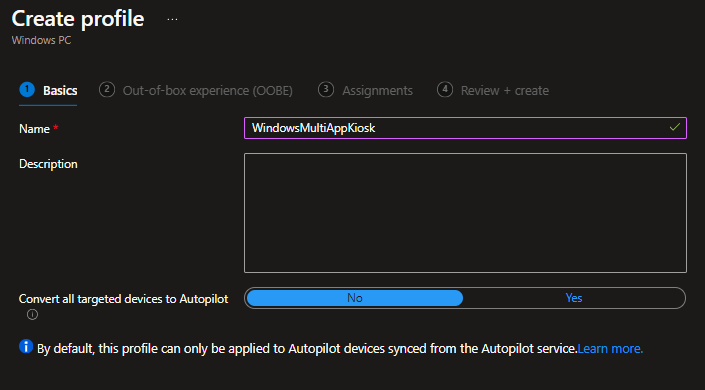 Create profile ...
Windows PC
1 Basics 2 Out-of-box experience (OOBE) 3 Assignments 4 Review + create
Name * WindowsMultiAppKiosk
Description
Convert all targeted devices to Autopilot No Yes
By default, this profile can only be applied to Autopilot devices synced from the Autopilot service.Learn more.